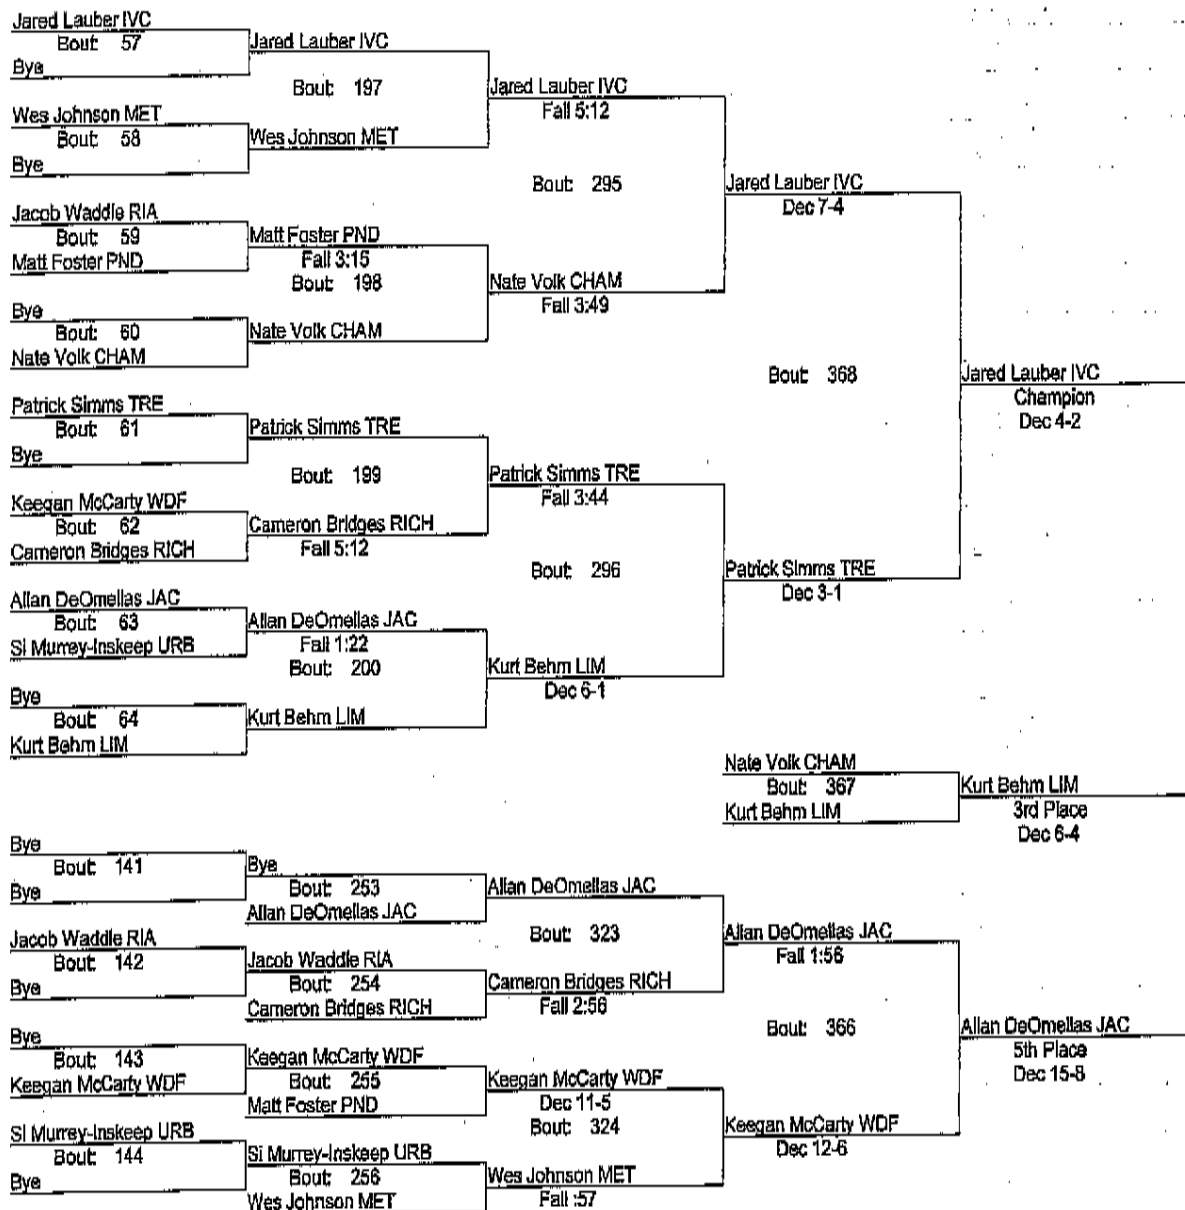 Jared Lauber IVC
Bout: 57
Bye
Jared Lauber IVC
Bout: 197
Wes Johnson MET
Bout: 58
Bye
Wes Johnson MET
Jared Lauber IVC
Fall 5:12
Bout: 295
Jacob Waddle RIA
Bout: 59
Matt Foster PND
Matt Foster PND
Fall 3:15
Bout: 198
Bye
Bout: 60
Nate Volk CHAM
Nate Volk CHAM
Nate Volk CHAM
Fall 3:49
Jared Lauber IVC
Dec 7-4
Bout: 368
Jared Lauber IVC
Champion
Dec 4-2
Patrick Simms TRE
Bout: 61
Bye
Patrick Simms TRE
Bout: 199
Keegan McCarty WDF
Bout: 62
Cameron Bridges RICH
Cameron Bridges RICH
Fall 5:12
Patrick Simms TRE
Fall 3:44
Bout: 296
Allan DeOmellas JAC
Bout: 63
Si Murrey-Inskeep URB
Allan DeOmellas JAC
Fall 1:22
Bout: 200
Bye
Bout: 64
Kurt Behm LIM
Kurt Behm LIM
Kurt Behm LIM
Dec 6-1
Patrick Simms TRE
Dec 3-1
Nate Volk CHAM
Bout: 367
Kurt Behm LIM
Kurt Behm LIM
3rd Place
Dec 6-4
Bye
Bout: 141
Bye
Bye
Bout: 253
Allan DeOmellas JAC
Allan DeOmellas JAC
Bout: 323
Jacob Waddle RIA
Bout: 142
Bye
Jacob Waddle RIA
Bout: 254
Cameron Bridges RICH
Cameron Bridges RICH
Fall 2:56
Allan DeOmellas JAC
Fall 1:56
Bout: 366
Allan DeOmellas JAC
5th Place
Dec 15-8
Bye
Bout: 143
Keegan McCarty WDF
Keegan McCarty WDF
Bout: 255
Matt Foster PND
Keegan McCarty WDF
Dec 11-5
Bout: 324
Si Murrey-Inskeep URB
Bout: 144
Bye
Si Murrey-Inskeep URB
Bout: 256
Wes Johnson MET
Wes Johnson MET
Fall :57
Keegan McCarty WDF
Dec 12-6